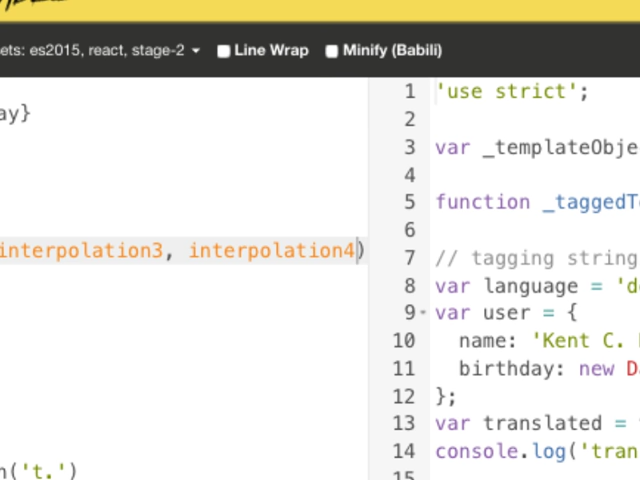 ets: es2015, react, stage-2 Line Wrap Minify (Babili)
ay}
interpolation3, interpolation4)
('t.')
1 'use strict';
2
3 var _templateObje
4
5 function _taggedT
6
7 // tagging string
8 var language = 'd
9 var user = {
10 name: 'Kent C.
11 birthday: new D
12 };
13 var translated =
14 console.log('tran
15